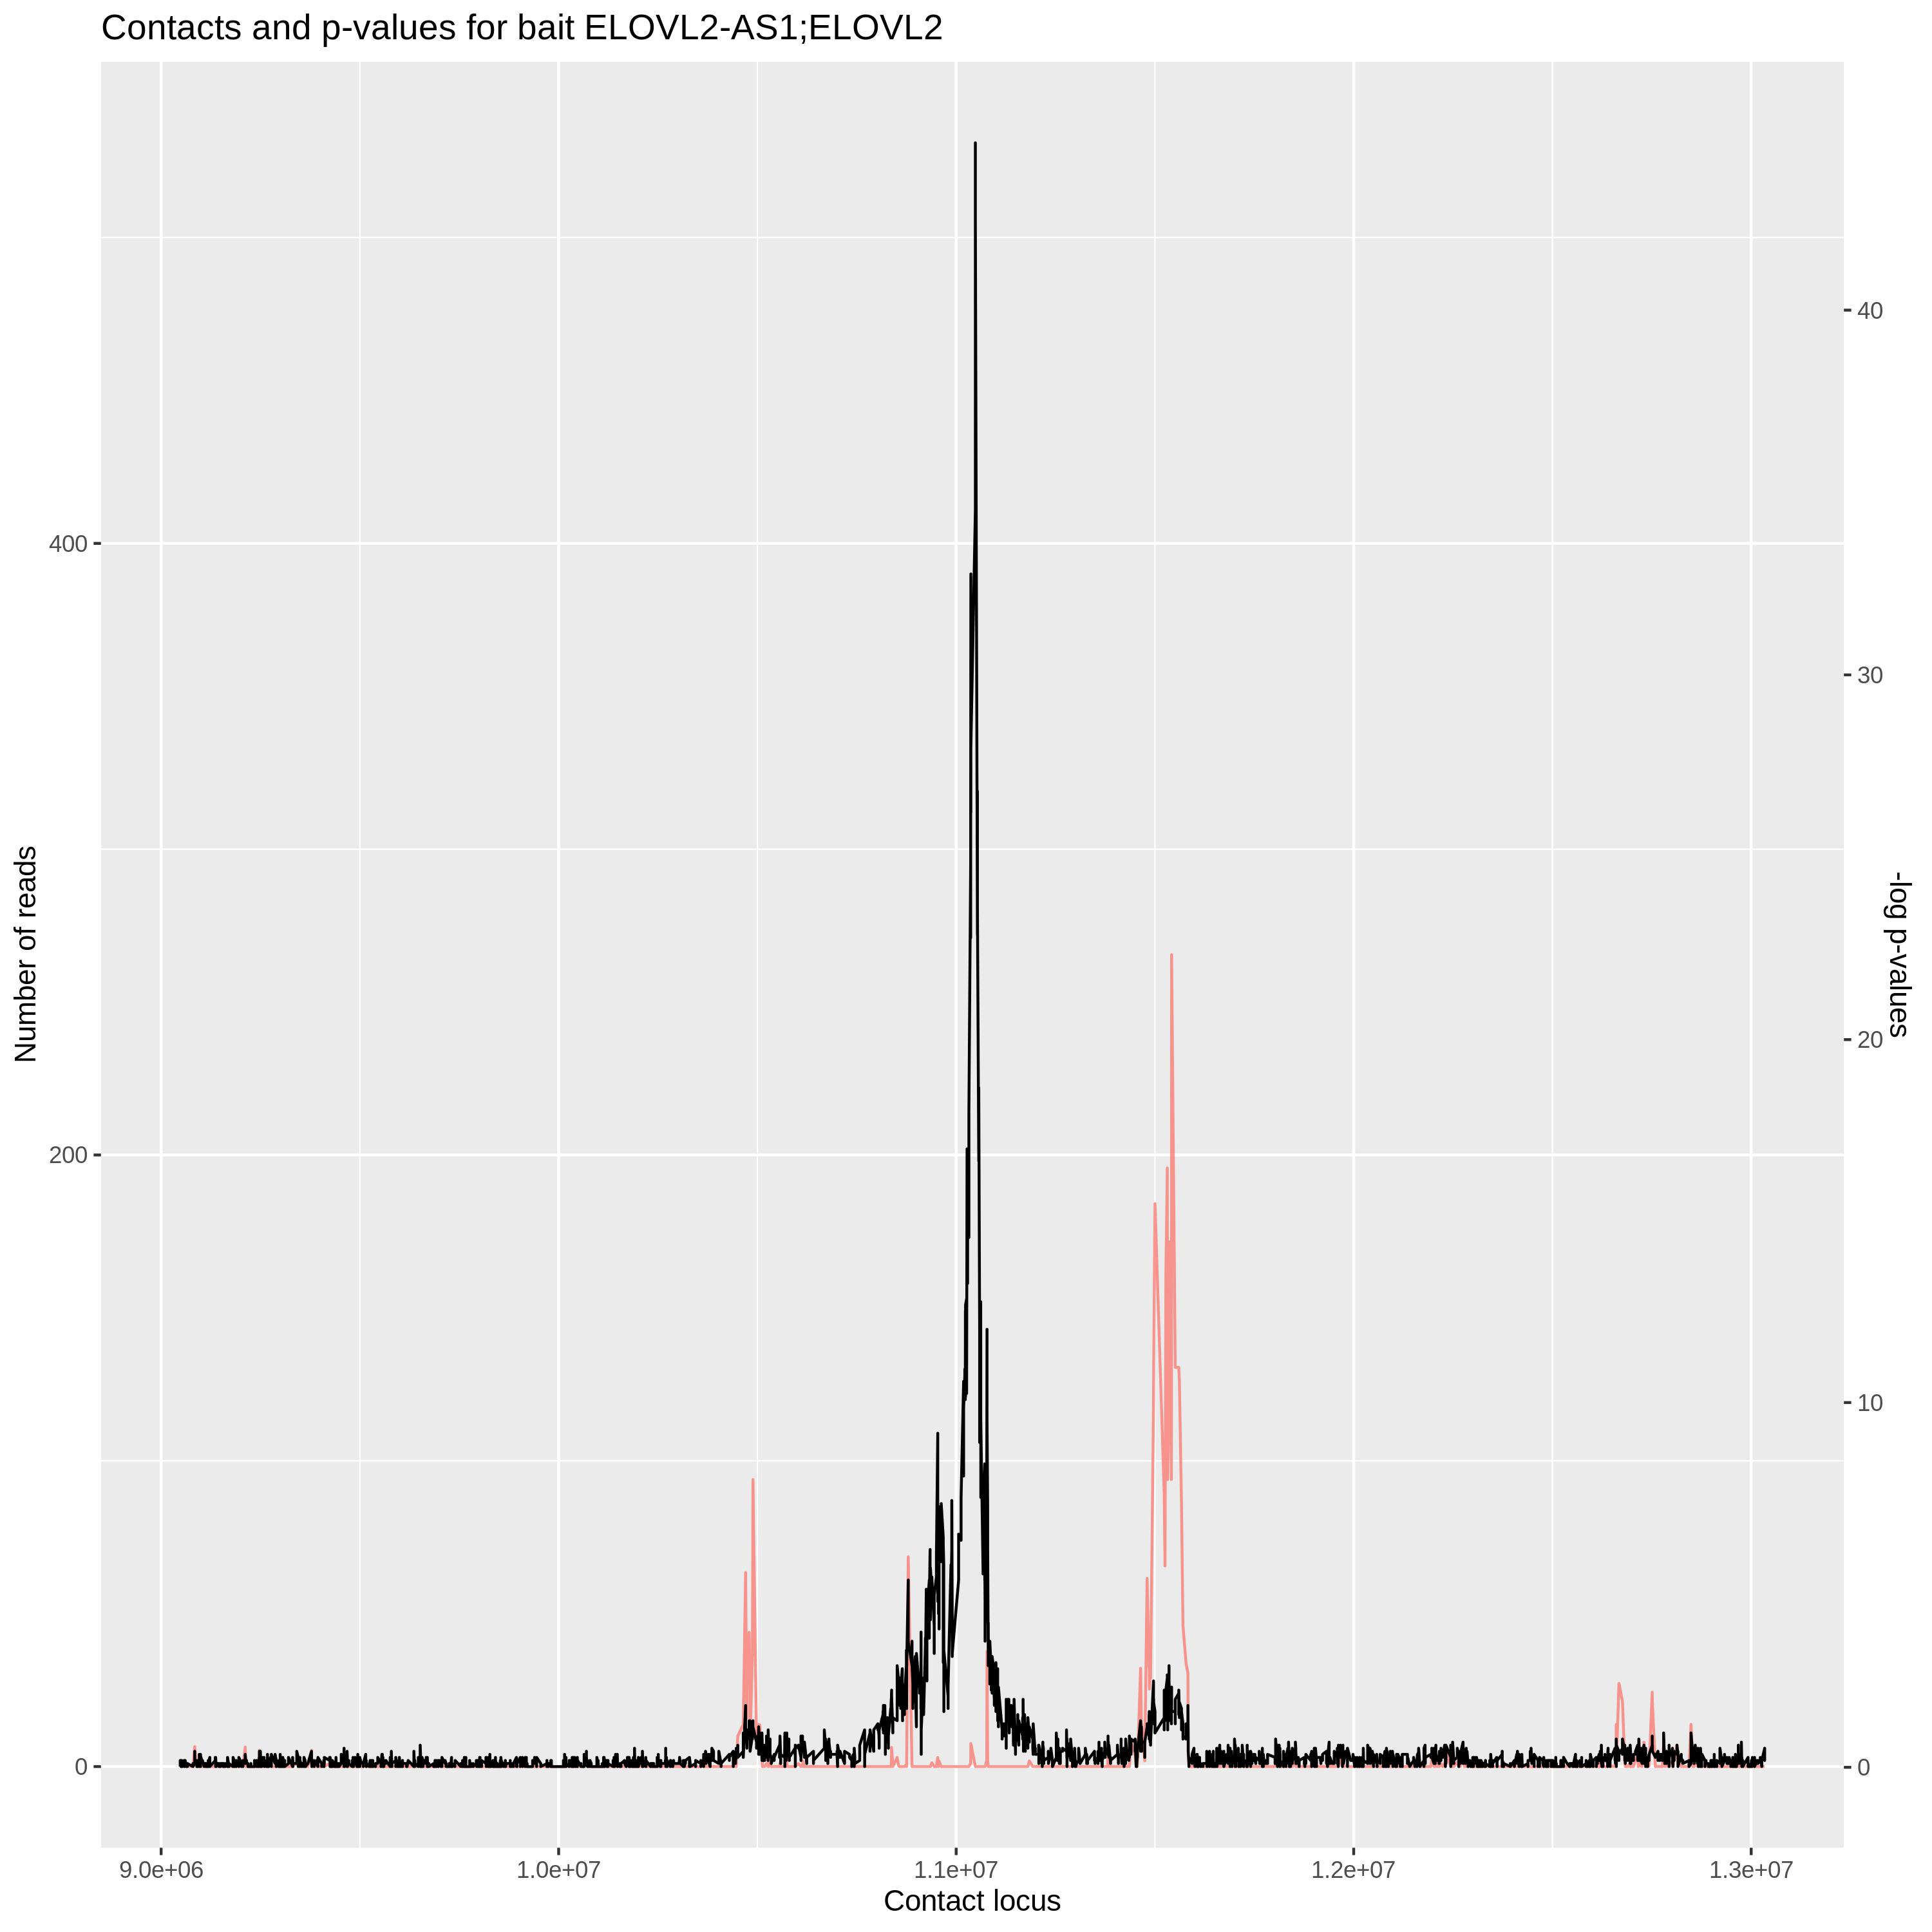 Contacts and p-values for bait ELOVL2-AS1;ELOVL2
Number of reads
400
200
0
40
30
20
10
0
-log p-values
9.0e+06 1.0e+07 1.1e+07 1.2e+07 1.3e+07
Contact locus